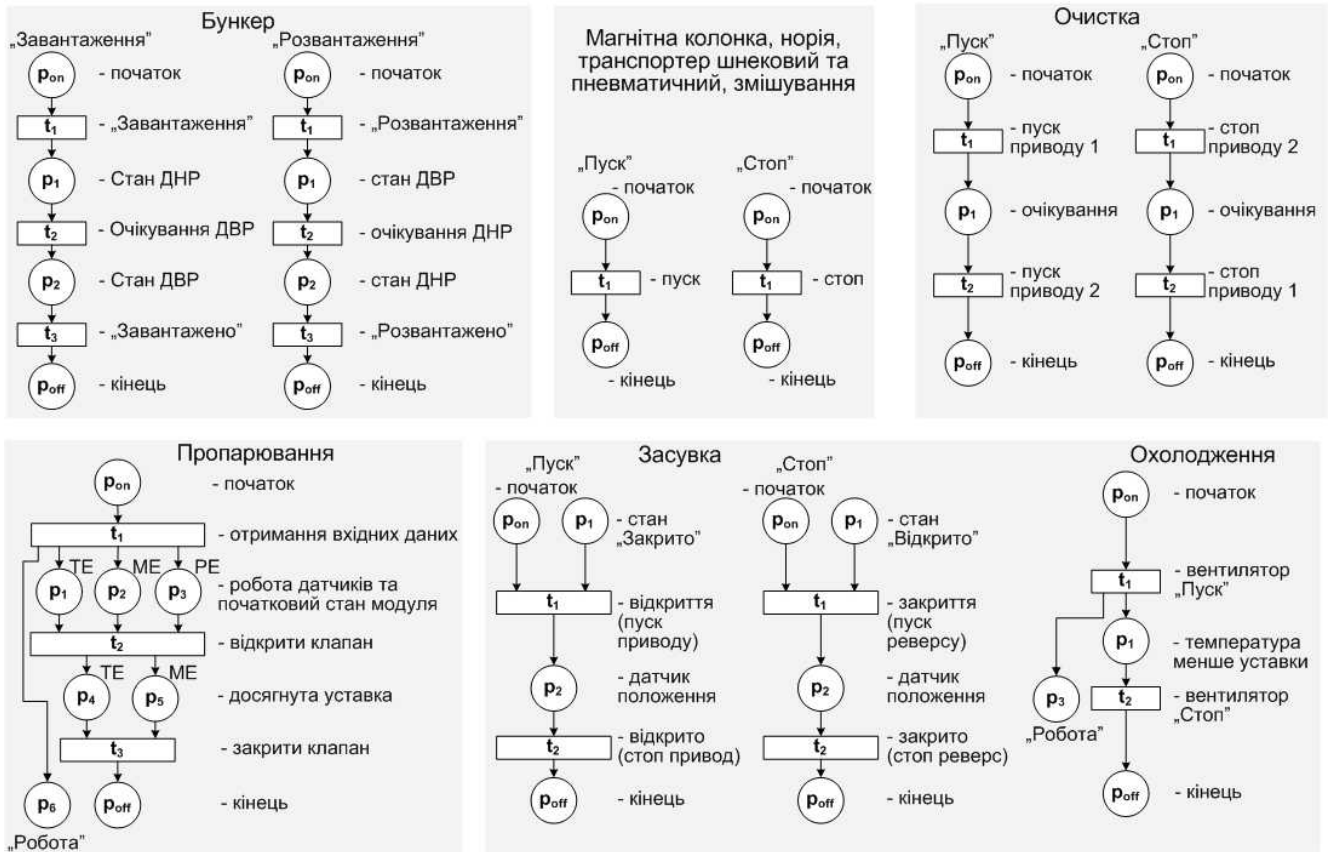 Бункер
„Завантаження”
„Розвантаження”
pon
- початок
pon
- початок
t1
- „Завантаження”
t1
- „Розвантаження”
p1
- Стан ДНР
p1
- стан ДВР
t2
- Очікування ДВР
t2
- очікування ДНР
p2
- Стан ДВР
p2
- стан ДНР
t3
- „Завантажено”
t3
- „Розвантажено”
poff
- кінець
poff
- кінець
Магнітна колонка, норія,
транспортер шнековий та
пневматичний, змішування
„Пуск”
- початок
„Стоп”
- початок
pon
pon
t1
- пуск
t1
- стоп
poff
poff
- кінець
- кінець
Очистка
„Пуск”
„Стоп”
pon
- початок
pon
- початок
t1
- пуск
приводу 1
t1
- стоп
приводу 2
p1
- очікування
p1
- очікування
t2
- пуск
приводу 2
t2
- стоп
приводу 1
poff
- кінець
poff
- кінець
Пропарювання
pon
- початок
t1
- отримання вхідних даних
TE
ME
PE
p1
p2
p3
- робота датчиків та
початковий стан модуля
t2
- відкрити клапан
TE
ME
p4
p5
- досягнута уставка
t3
- закрити клапан
p6
poff
- кінець
„Робота”
Засувка
„Пуск”
- початок
„Стоп”
- початок
pon
p1
- стан
„Закрито”
pon
p1
- стан
„Відкрито”
t1
- відкриття
(пуск
приводу)
t1
- закриття
(пуск
реверсу)
p2
- датчик
положення
p2
- датчик
положення
t2
- відкрито
(стоп привод)
t2
- закрито
(стоп реверс)
poff
- кінець
poff
- кінець
Охолодження
pon
- початок
t1
- вентилятор
„Пуск”
p1
- температура
менше уставки
p3
„Робота”
t2
- вентилятор
„Стоп”
poff
- кінець